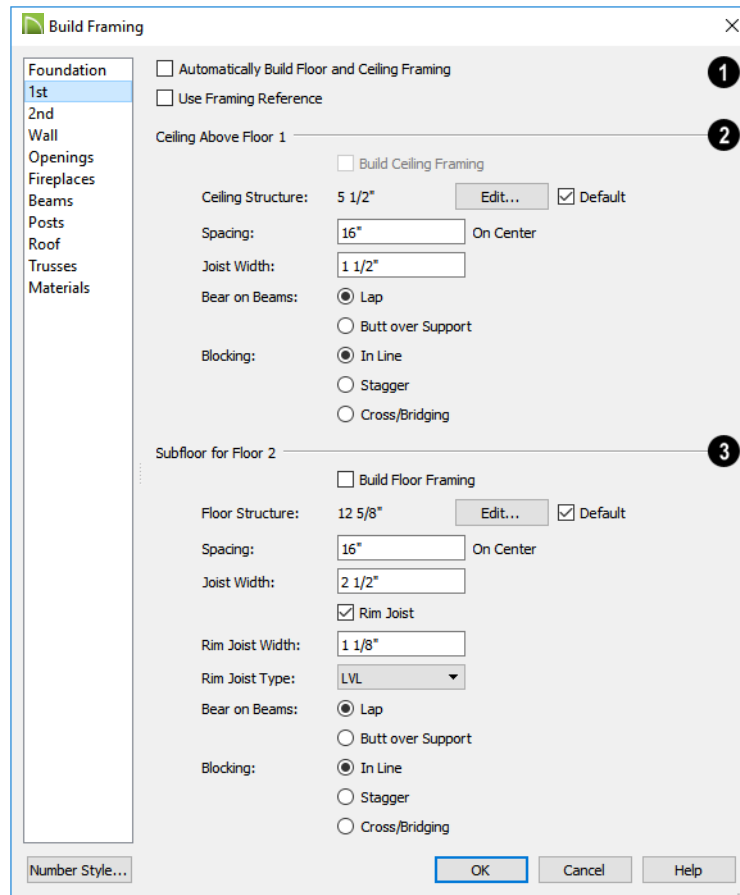 Build Framing
Foundation
1st
2nd
Wall
Openings
Fireplaces
Beams
Posts
Roof
Trusses
Materials
Automatically Build Floor and Ceiling Framing
1
Use Framing Reference
Ceiling Above Floor 1
2
Build Ceiling Framing
Ceiling Structure: 5 1/2" Edit... Default
Spacing: 16" On Center
Joist Width: 1 1/2"
Bear on Beams: Lap
Butt over Support
Blocking: In Line
Stagger
Cross/Bridging
Subfloor for Floor 2
3
Build Floor Framing
Floor Structure: 12 5/8" Edit... Default
Spacing: 16" On Center
Joist Width: 2 1/2"
Rim Joist
Rim Joist Width: 1 1/8"
Rim Joist Type: LVL
Bear on Beams: Lap
Butt over Support
Blocking: In Line
Stagger
Cross/Bridging
Number Style... OK Cancel Help